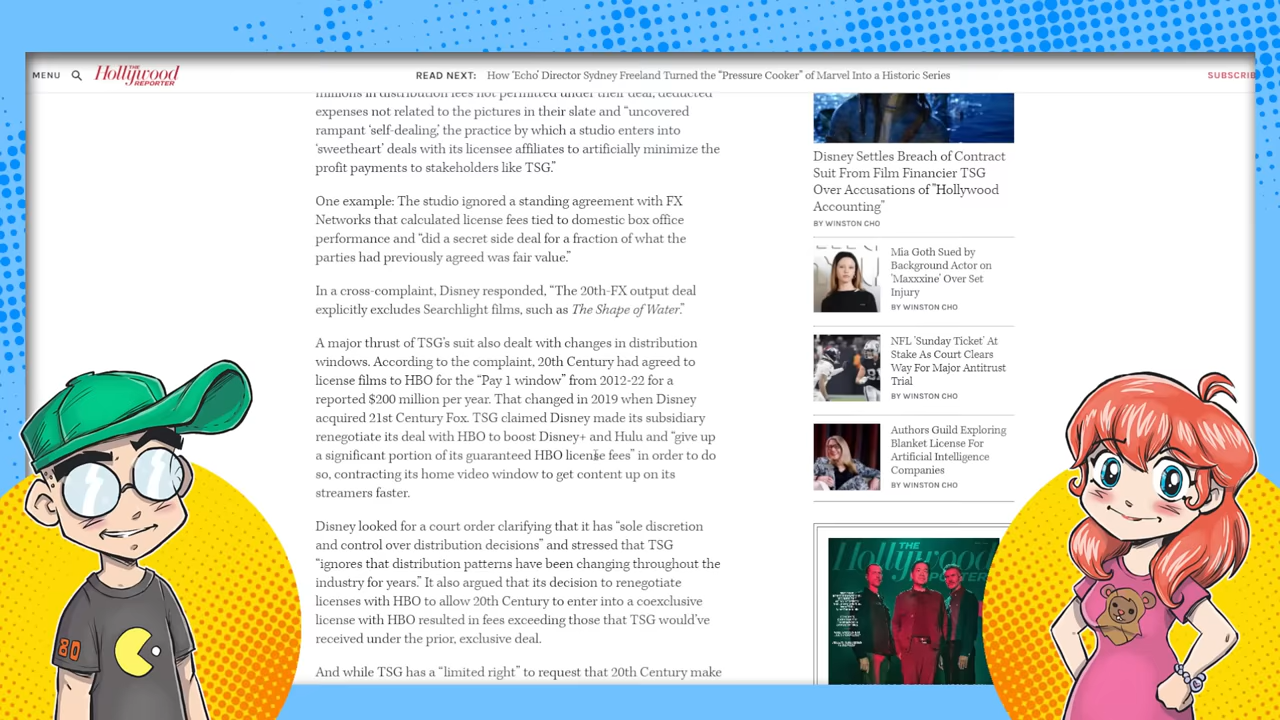 MENU
The Hollywood REPORTER
READ NEXT: How 'Echo' Director Sydney Freeland Turned the "Pressure Cooker" of Marvel Into a Historic Series
SUBSCRIB
millions in distribution fees not permitted under their deal, deducted
expenses not related to the pictures in their slate and “uncovered
rampant ‘self-dealing,’ the practice by which a studio enters into
‘sweetheart’ deals with its licensee affiliates to artificially minimize the
profit payments to stakeholders like TSG.”
One example: The studio ignored a standing agreement with FX
Networks that calculated license fees tied to domestic box office
performance and “did a secret side deal for a fraction of what the
parties had previously agreed was fair value.”
In a cross-complaint, Disney responded, “The 20th-FX output deal
explicitly excludes Searchlight films, such as The Shape of Water.”
A major thrust of TSG’s suit also dealt with changes in distribution
windows. According to the complaint, 20th Century had agreed to
license films to HBO for the “Pay 1 window” from 2012-22 for a
reported $200 million per year. That changed in 2019 when Disney
acquired 21st Century Fox. TSG claimed Disney made its subsidiary
renegotiate its deal with HBO to boost Disney+ and Hulu and “give up
a significant portion of its guaranteed HBO license fees” in order to do
so, contracting its home video window to get content up on its
streamers faster.
Disney looked for a court order clarifying that it has “sole discretion
and control over distribution decisions” and stressed that TSG
“ignores that distribution patterns have been changing throughout the
industry for years.” It also argued that its decision to renegotiate
licenses with HBO to allow 20th Century to enter into a coexclusive
license with HBO resulted in fees exceeding those that TSG would’ve
received under the prior, exclusive deal.
And while TSG has a “limited right” to request that 20th Century make
Disney Settles Breach of Contract
Suit From Film Financier TSG
Over Accusations of "Hollywood
Accounting"
BY WINSTON CHO
Mia Goth Sued by
Background Actor on
'Maxxxine' Over Set
Injury
BY WINSTON CHO
NFL 'Sunday Ticket' At
Stake As Court Clears
Way For Major Antitrust
Trial
BY WINSTON CHO
Authors Guild Exploring
Blanket License For
Artificial Intelligence
Companies
BY WINSTON CHO
THE
Hollywood
REPORTER
80